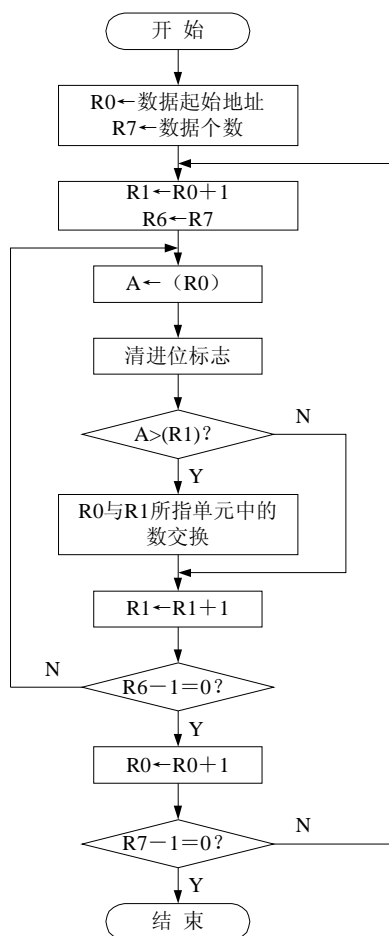 开 始
R0←数据起始地址
R7←数据个数
R1←R0＋1
R6←R7
A←（R0）
清进位标志
A>(R1)？
N
Y
R0与R1所指单元中的
数交换
R1←R1＋1
N
R6－1＝0？
Y
R0←R0＋1
R7－1＝0？
N
Y
结 束